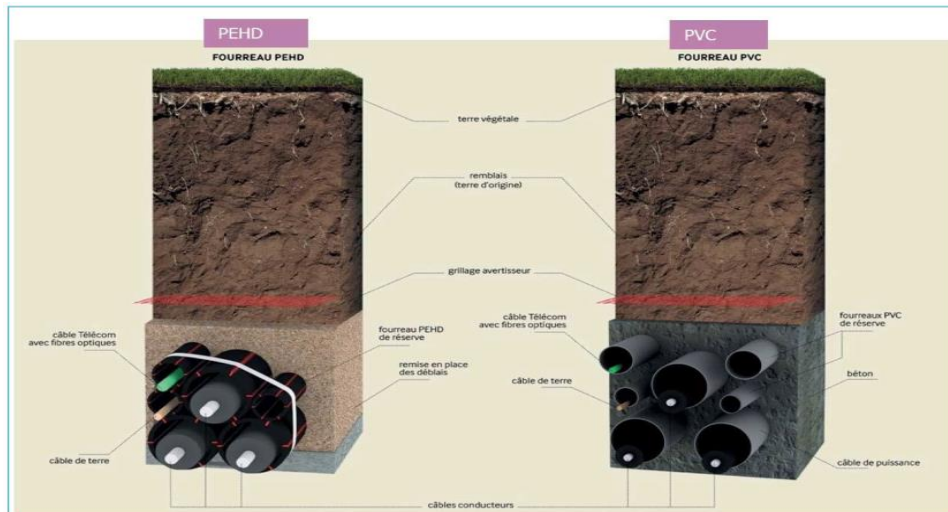 PEHD
FOURREAU PEHD
PVC
FOURREAU PVC
terre végétale
remblais
(terre d'origine)
grillage avertisseur
câble Télécom
avec fibres optiques
fourreau PEHD
de réserve
remise en place
des déblais
câble de terre
câble Télécom
avec fibres optiques
câble de terre
fourreaux PVC
de réserve
béton
câble de puissance
câbles conducteurs